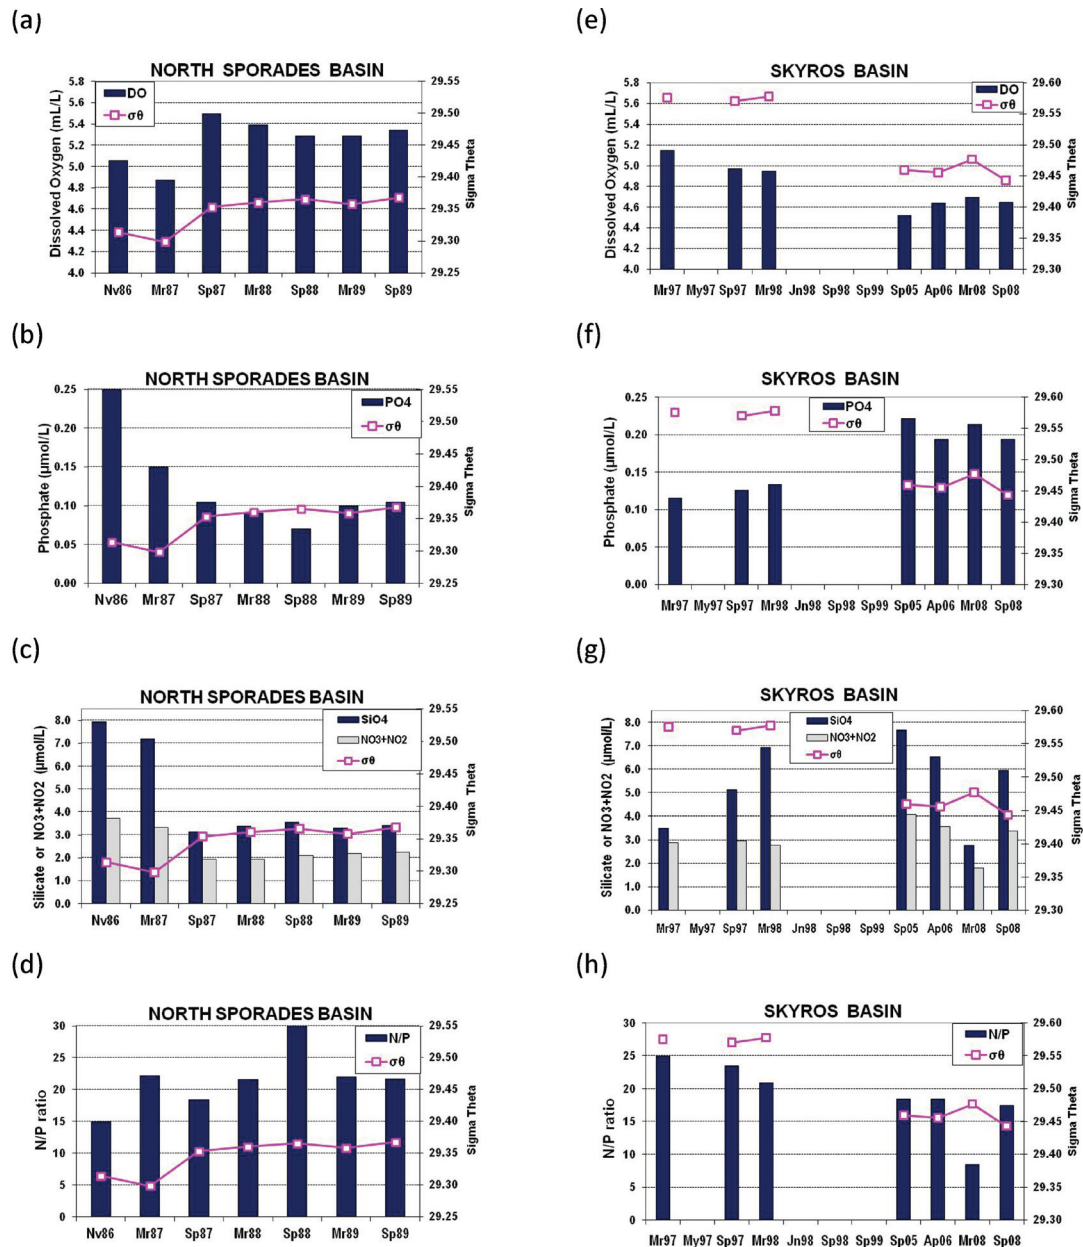 (a)
NORTH SPORADES BASIN
DO
σθ
Dissolved Oxygen (mL/L)
5.8
5.6
5.4
5.2
5.0
4.8
4.6
4.4
4.2
4.0
29.55
29.50
29.45
29.40
29.35
29.30
29.25
Sigma Theta
Nv86 Mr87 Sp87 Mr88 Sp88 Mr89 Sp89
(e)
SKYROS BASIN
DO
σθ
Dissolved Oxygen (mL/L)
5.8
5.6
5.4
5.2
5.0
4.8
4.6
4.4
4.2
4.0
29.60
29.55
29.50
29.45
29.40
29.35
29.30
Sigma Theta
Mr97 My97 Sp97 Mr98 Jn98 Sp98 Sp99 Sp05 Ap06 Mr08 Sp08
(b)
NORTH SPORADES BASIN
PO4
σθ
Phosphate (μmol/L)
0.25
0.20
0.15
0.10
0.05
0.00
29.55
29.50
29.45
29.40
29.35
29.30
29.25
Sigma Theta
Nv86 Mr87 Sp87 Mr88 Sp88 Mr89 Sp89
(f)
SKYROS BASIN
PO4
σθ
Phosphate (μmol/L)
0.25
0.20
0.15
0.10
0.05
0.00
29.60
29.55
29.50
29.45
29.40
29.35
29.30
Sigma Theta
Mr97 My97 Sp97 Mr98 Jn98 Sp98 Sp99 Sp05 Ap06 Mr08 Sp08
(c)
NORTH SPORADES BASIN
SiO4
NO3+NO2
σθ
Silicate or NO3+NO2 (μmol/L)
8.0
7.0
6.0
5.0
4.0
3.0
2.0
1.0
0.0
29.55
29.50
29.45
29.40
29.35
29.30
29.25
Sigma Theta
Nv86 Mr87 Sp87 Mr88 Sp88 Mr89 Sp89
(g)
SKYROS BASIN
SiO4
NO3+NO2
σθ
Silicate or NO3+NO2 (μmol/L)
8.0
7.0
6.0
5.0
4.0
3.0
2.0
1.0
0.0
29.60
29.55
29.50
29.45
29.40
29.35
29.30
Sigma Theta
Mr97 My97 Sp97 Mr98 Jn98 Sp98 Sp99 Sp05 Ap06 Mr08 Sp08
(d)
NORTH SPORADES BASIN
N/P
σθ
N/P ratio
30
25
20
15
10
5
0
29.55
29.50
29.45
29.40
29.35
29.30
29.25
Sigma Theta
Nv86 Mr87 Sp87 Mr88 Sp88 Mr89 Sp89
(h)
SKYROS BASIN
N/P
σθ
N/P ratio
30
25
20
15
10
5
0
29.60
29.55
29.50
29.45
29.40
29.35
29.30
Sigma Theta
Mr97 My97 Sp97 Mr98 Jn98 Sp98 Sp99 Sp05 Ap06 Mr08 Sp08